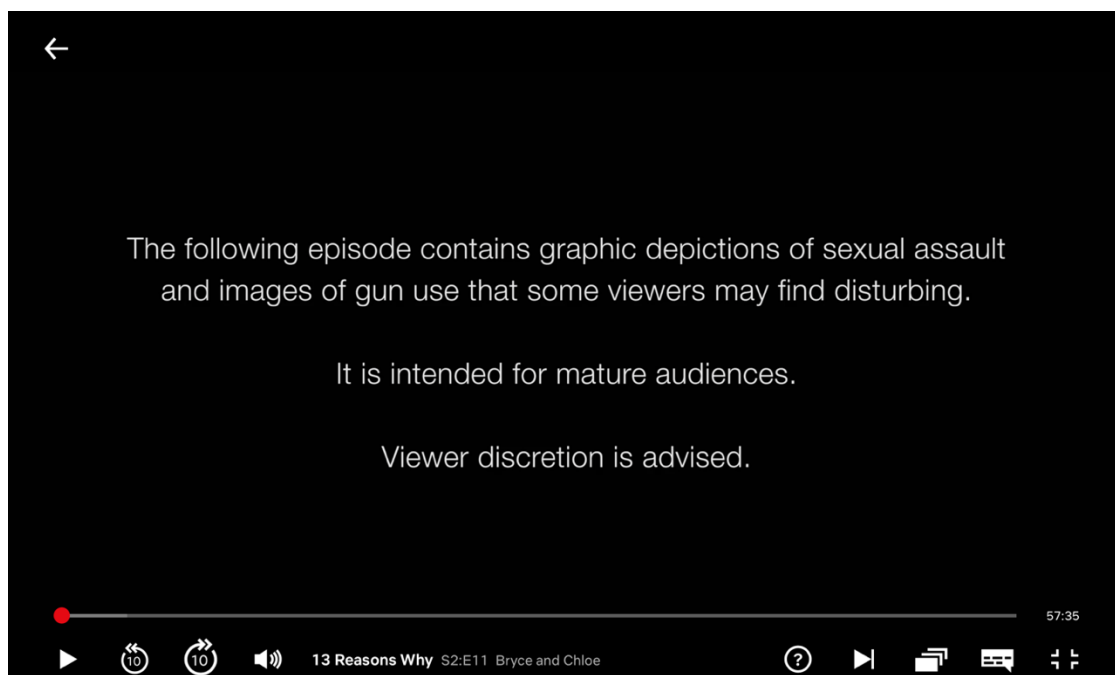 The following episode contains graphic depictions of sexual assault
and images of gun use that some viewers may find disturbing.
It is intended for mature audiences.
Viewer discretion is advised.
57:35
10 10 13 Reasons Why S2:E11 Bryce and Chloe ?